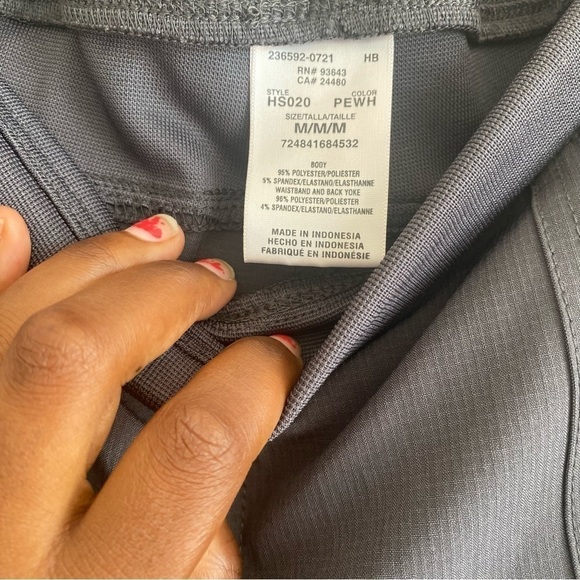 236592-0721 HB
RN# 93643
CA# 24480
STYLE COLOR
HS020 PEWH
SIZE/TALLA/TAILLE
M/M/M
724841684532
BODY
95% POLYESTER/POLIESTER
5% SPANDEX/ELASTANO/ELASTHANNE
WAISTBAND AND BACK YOKE
96% POLYESTER/POLIESTER
4% SPANDEX/ELASTANO/ELASTHANNE
MADE IN INDONESIA
HECHO EN INDONESIA
FABRIQUÉ EN INDONÉSIE